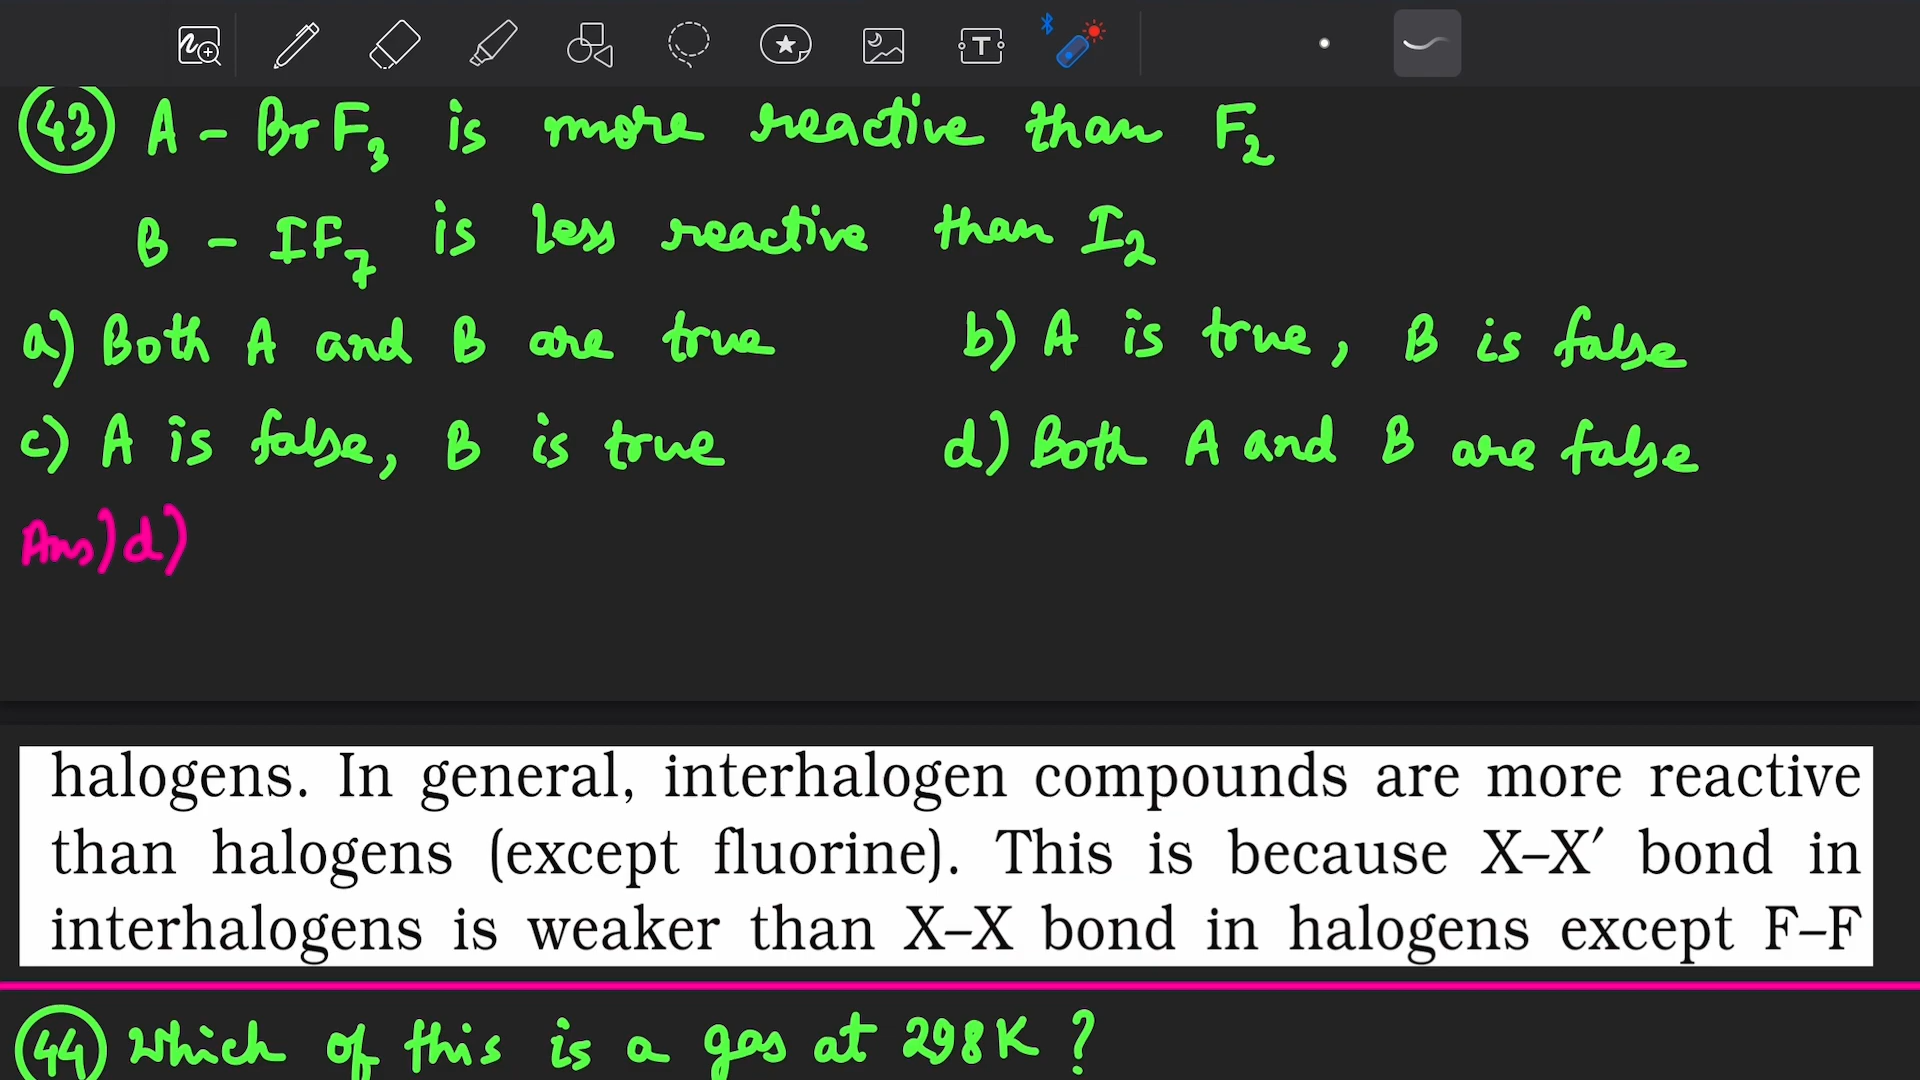 43 A - BrF₃ is more reactive than F₂
B - IF₇ is less reactive than I₂
a) Both A and B are true b) A is true, B is false
c) A is false, B is true d) Both A and B are false
Ans) d)
halogens. In general, interhalogen compounds are more reactive
than halogens (except fluorine). This is because X–X′ bond in
interhalogens is weaker than X–X bond in halogens except F–F
44 Which of this is a gas at 298K ?